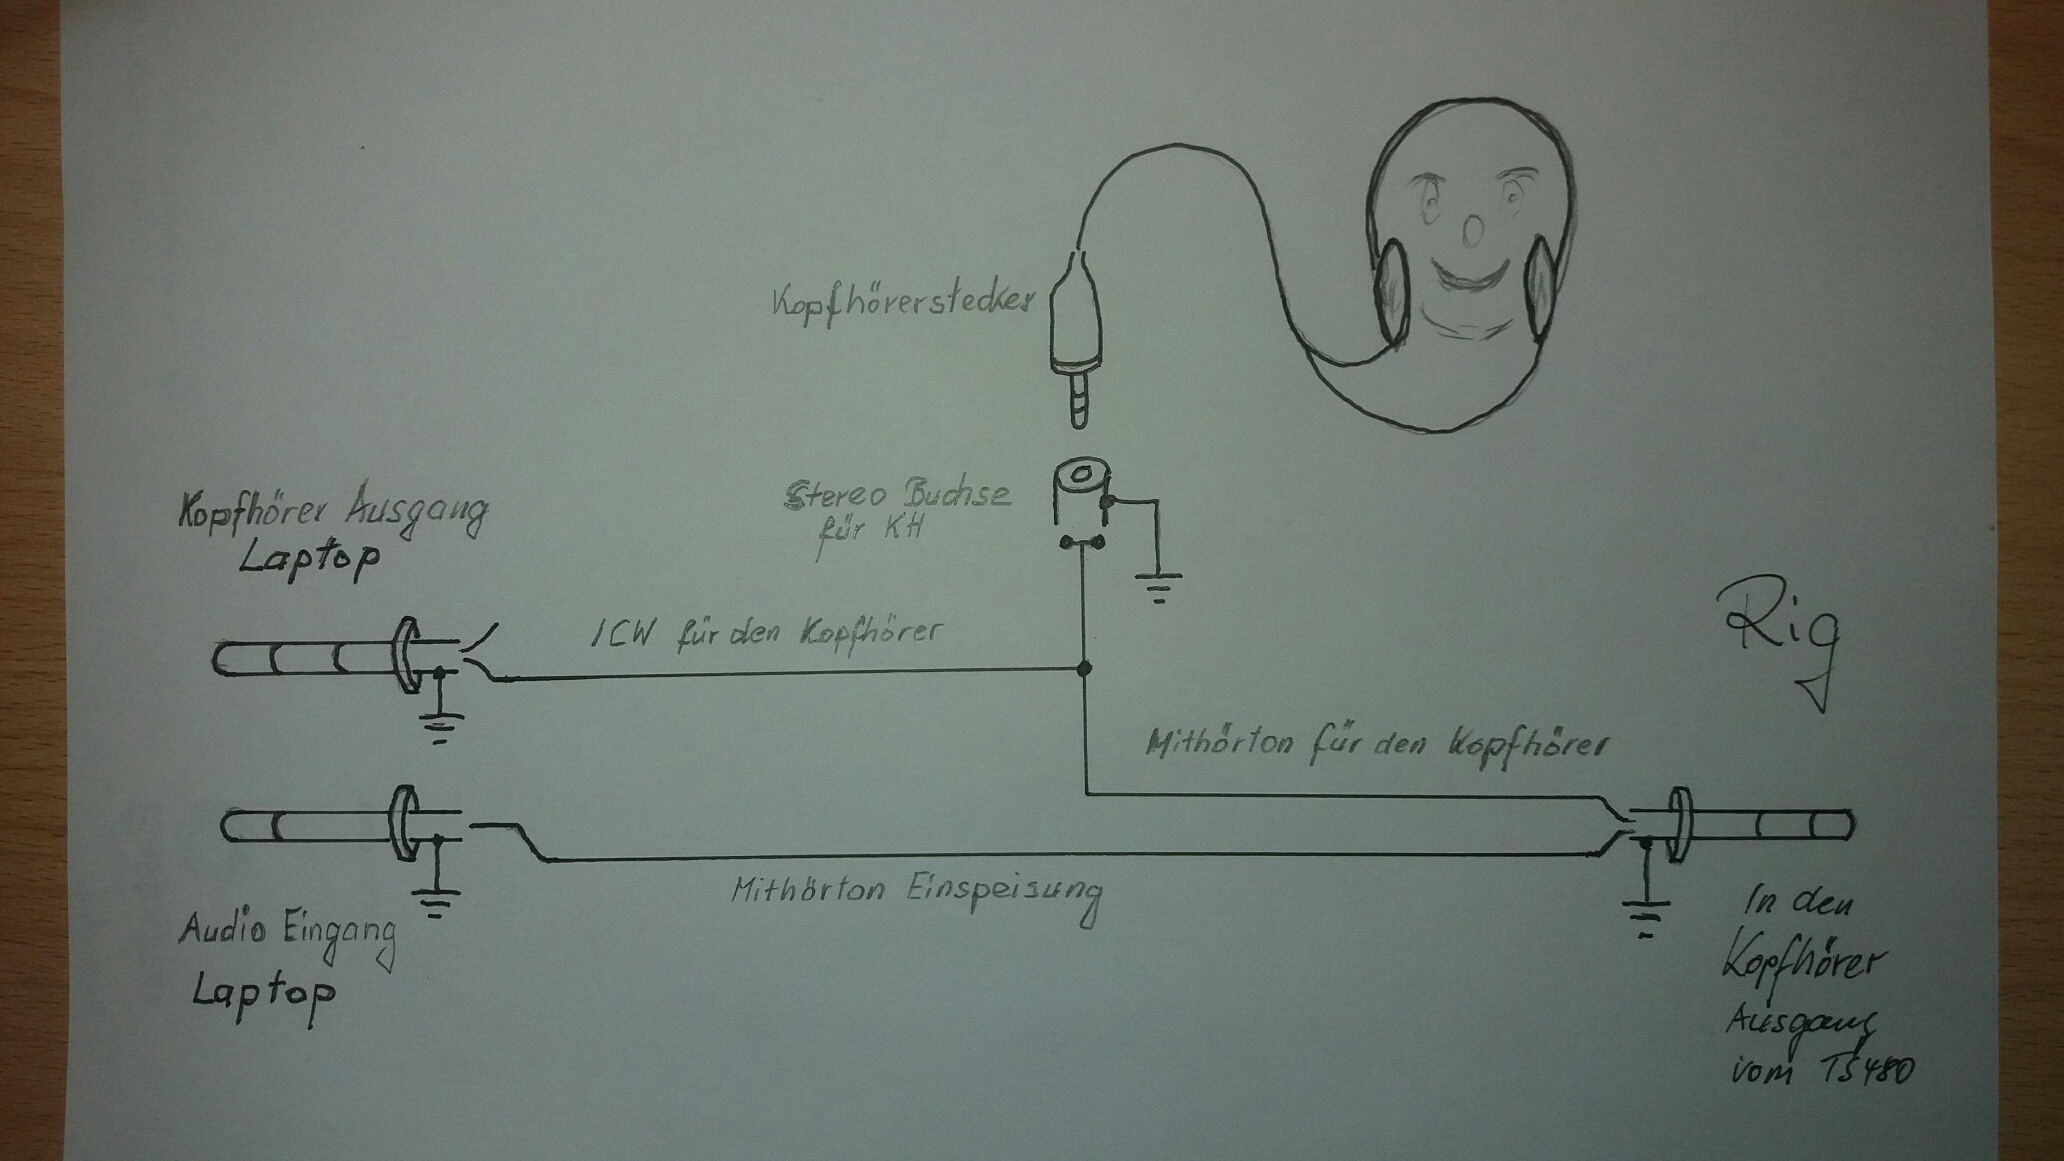 Kopfhörerstecker
Stereo Buchse
für KH
Kopfhörer Ausgang
Laptop
ICW für den Kopfhörer
Rig
Mithörton für den Kopfhörer
Mithörton Einspeisung
Audio Eingang
Laptop
In den
Kopfhörer
Ausgang
vom TS480